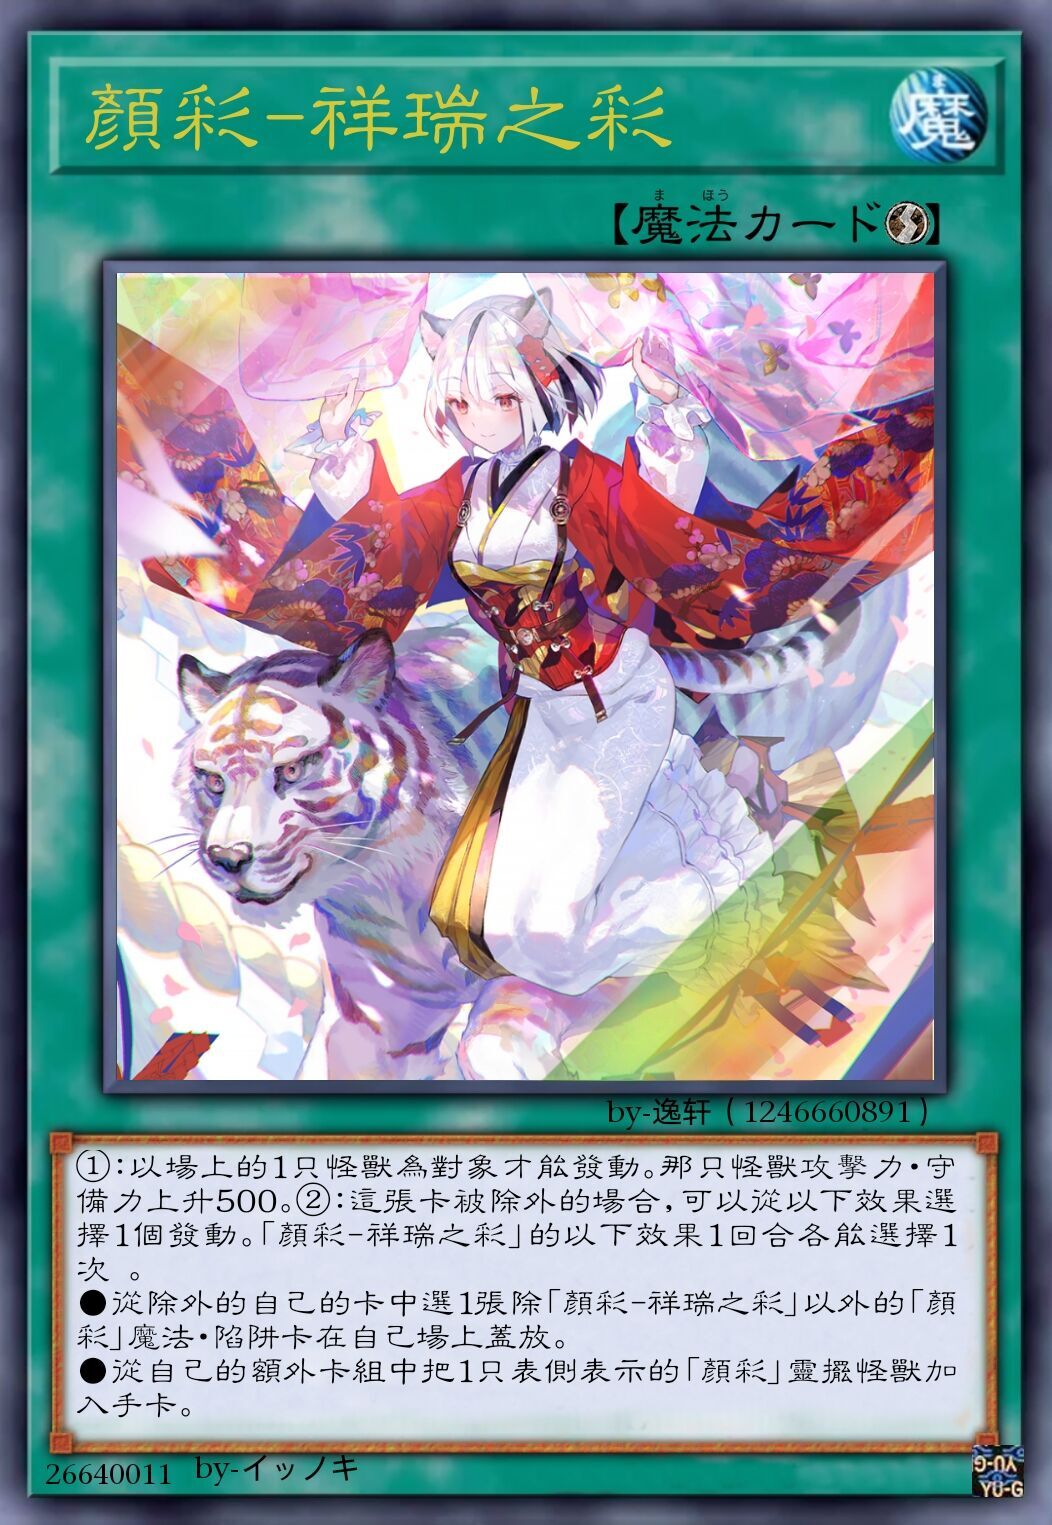 顏彩-祥瑞之彩
魔
【魔法カード】
まほう
by-逸轩（1246660891）
①:以場上的1只怪獸為對象才能發動。那只怪獸攻擊力·守
備力上升500。②:這張卡被除外的場合,可以從以下效果選
擇1個發動。「顏彩-祥瑞之彩」的以下效果1回合各能選擇1
次 。
●從除外的自己的卡中選1張除「顏彩-祥瑞之彩」以外的「顏
彩」魔法·陷阱卡在自己場上蓋放。
●從自己的額外卡組中把1只表側表示的「顏彩」靈擺怪獸加
入手卡。
26640011 by-イッノキ
YU-G